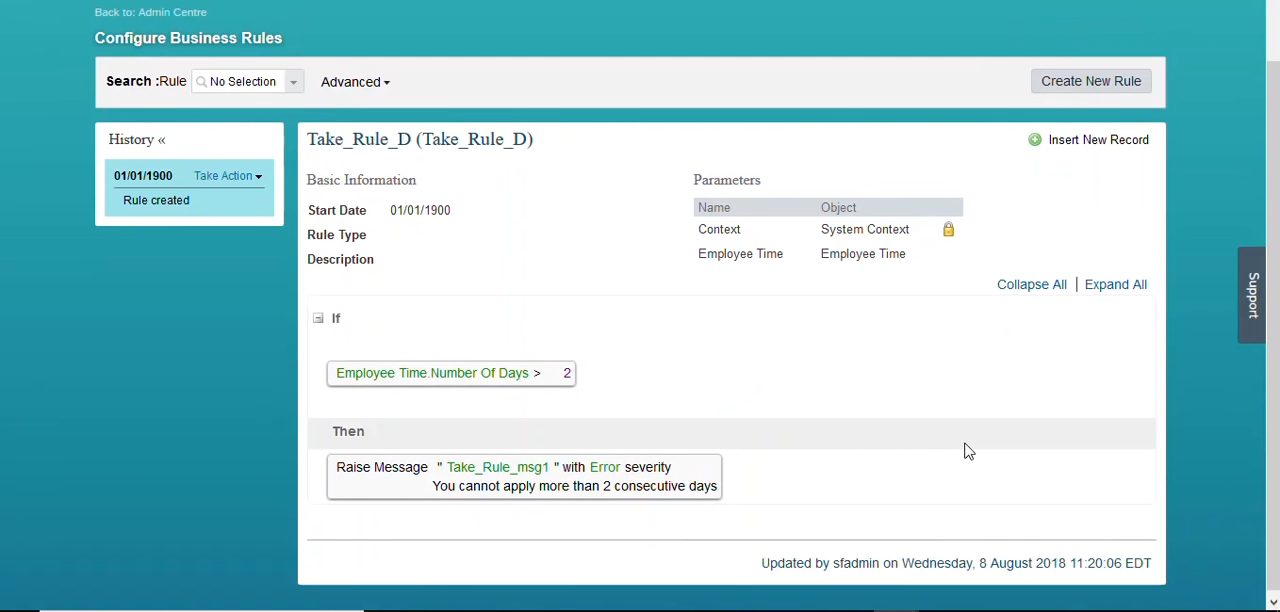 Back to: Admin Centre
Configure Business Rules
Search :Rule No Selection Advanced Create New Rule
History «
01/01/1900 Take Action
Rule created
Take_Rule_D (Take_Rule_D) Insert New Record
Basic Information
Start Date 01/01/1900
Rule Type
Description
Parameters
Name Object
Context System Context
Employee Time Employee Time
Collapse All | Expand All
If
Employee Time.Number Of Days > 2
Then
Raise Message " Take_Rule_msg1 " with Error severity
You cannot apply more than 2 consecutive days
Updated by sfadmin on Wednesday, 8 August 2018 11:20:06 EDT
Support